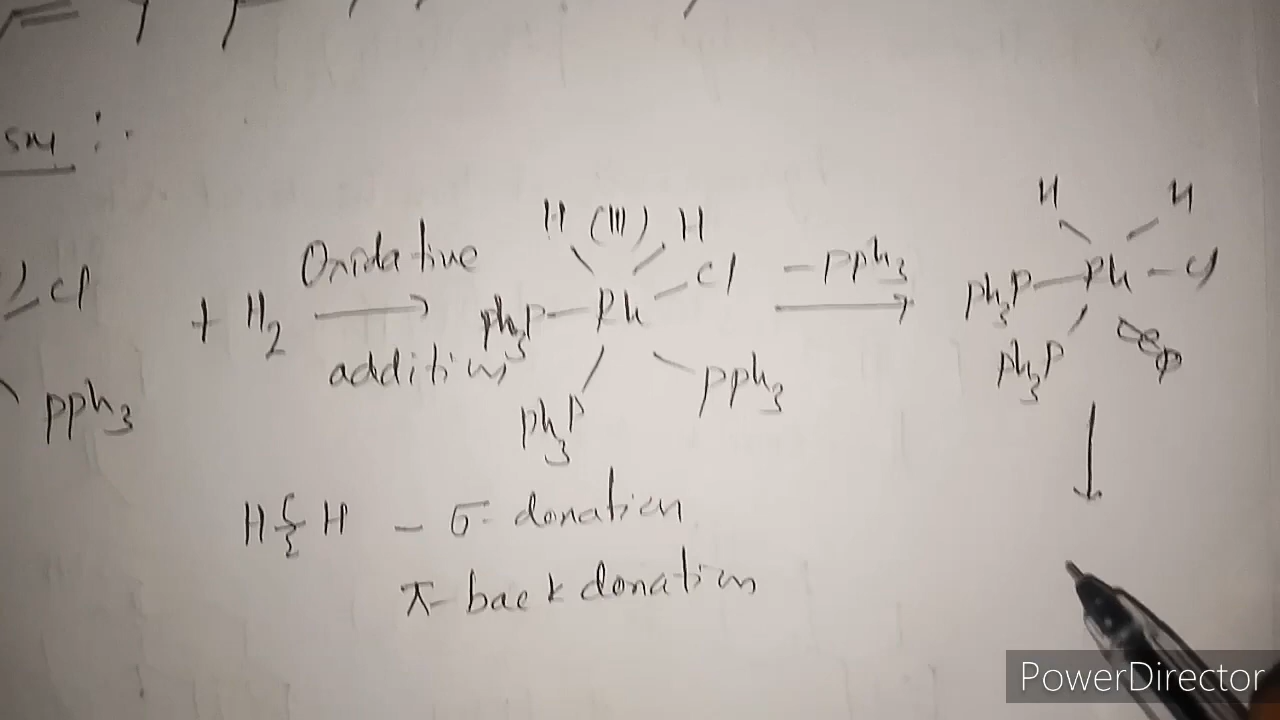 sm :-
H (III) H
Oxidative
Cl
+ H2
Ph3P Rh
Cl
- PPh3
H H
Ph3P Rh Cl
addition
PPh3
Ph3P
PPh3
Ph3P
H H - σ- donation
π- back donation
PowerDirector